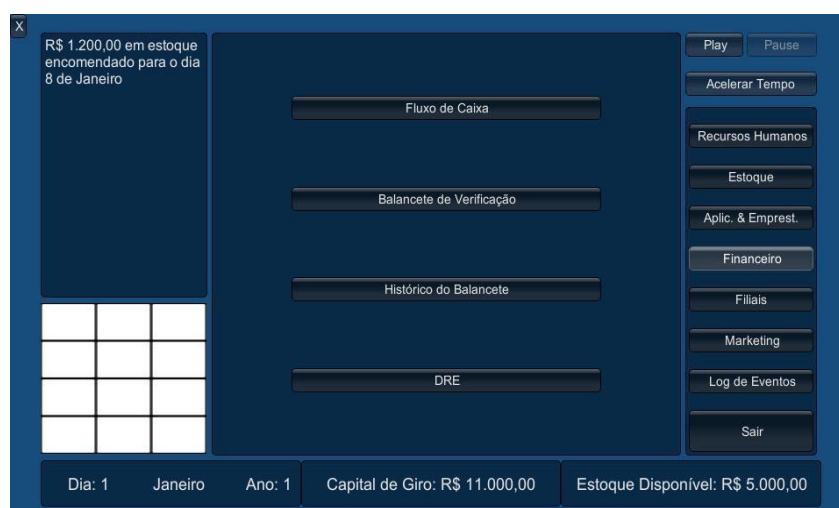 X
R$ 1.200,00 em estoque
encomendado para o dia
8 de Janeiro
Fluxo de Caixa
Balancete de Verificação
Histórico do Balancete
DRE
Play
Pause
Acelerar Tempo
Recursos Humanos
Estoque
Aplic. & Emprest.
Financeiro
Filiais
Marketing
Log de Eventos
Sair
Dia: 1 Janeiro Ano: 1
Capital de Giro: R$ 11.000,00
Estoque Disponível: R$ 5.000,00